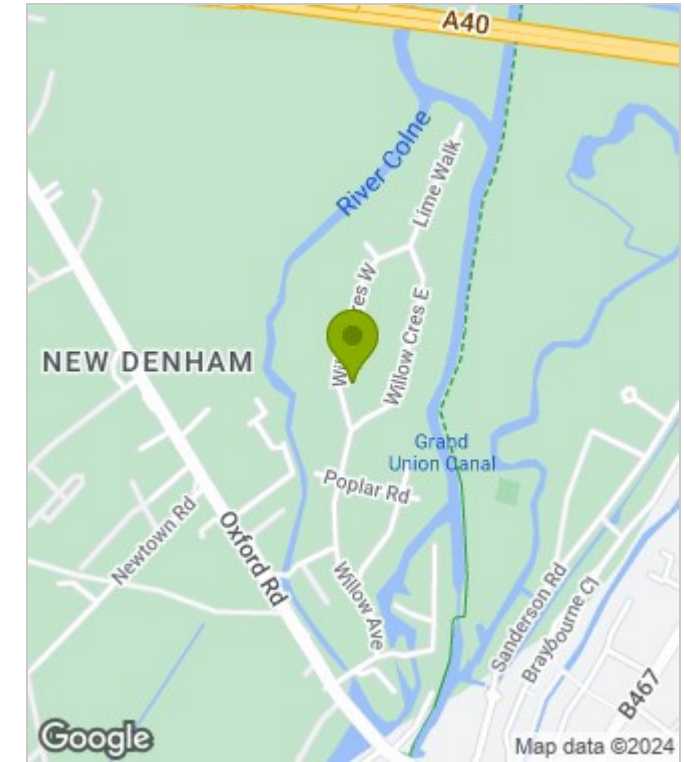 A40
River Colne
Lime Walk
Cres W
Willow Cres E
NEW DENHAM
Grand
Union Canal
Poplar Rd
Newtown Rd
Oxford Rd
Willow Ave
Sanderson Rd
Braybourne Cl
B467
Google
Map data ©2024